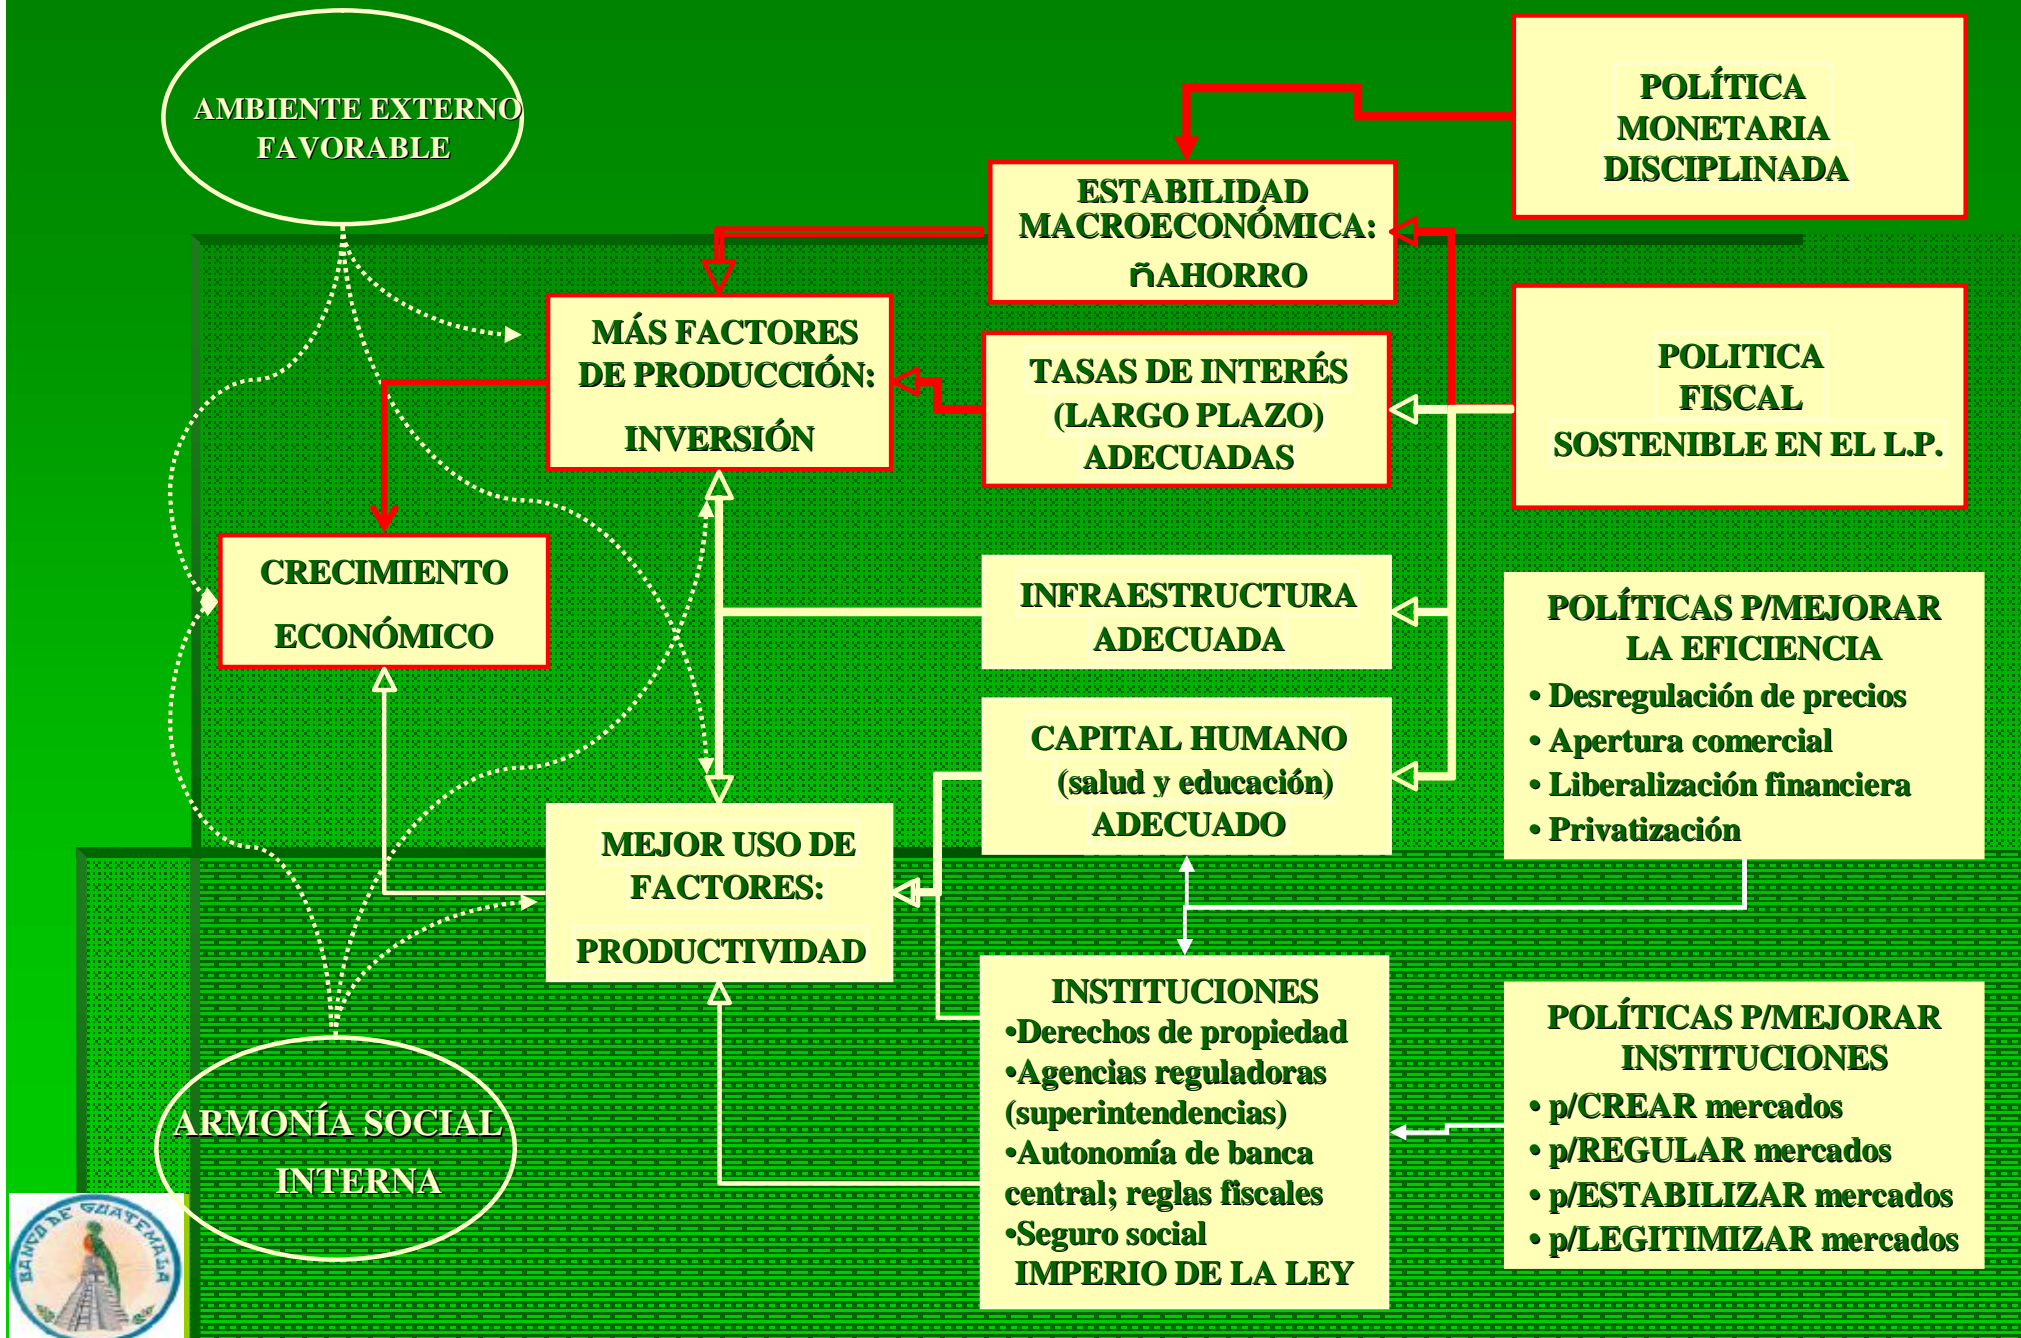 AMBIENTE EXTERNO
FAVORABLE
POLÍTICA
MONETARIA
DISCIPLINADA
ESTABILIDAD
MACROECONÓMICA:
ñAHORRO
MÁS FACTORES
DE PRODUCCIÓN:
INVERSIÓN
TASAS DE INTERÉS
(LARGO PLAZO)
ADECUADAS
POLITICA
FISCAL
SOSTENIBLE EN EL L.P.
CRECIMIENTO
ECONÓMICO
INFRAESTRUCTURA
ADECUADA
POLÍTICAS P/MEJORAR
LA EFICIENCIA
• Desregulación de precios
• Apertura comercial
• Liberalización financiera
• Privatización
CAPITAL HUMANO
(salud y educación)
ADECUADO
MEJOR USO DE
FACTORES:
PRODUCTIVIDAD
INSTITUCIONES
•Derechos de propiedad
•Agencias reguladoras
(superintendencias)
•Autonomía de banca
central; reglas fiscales
•Seguro social
IMPERIO DE LA LEY
POLÍTICAS P/MEJORAR
INSTITUCIONES
• p/CREAR mercados
• p/REGULAR mercados
• p/ESTABILIZAR mercados
• p/LEGITIMIZAR mercados
ARMONÍA SOCIAL
INTERNA
BANCO DE GUATEMALA